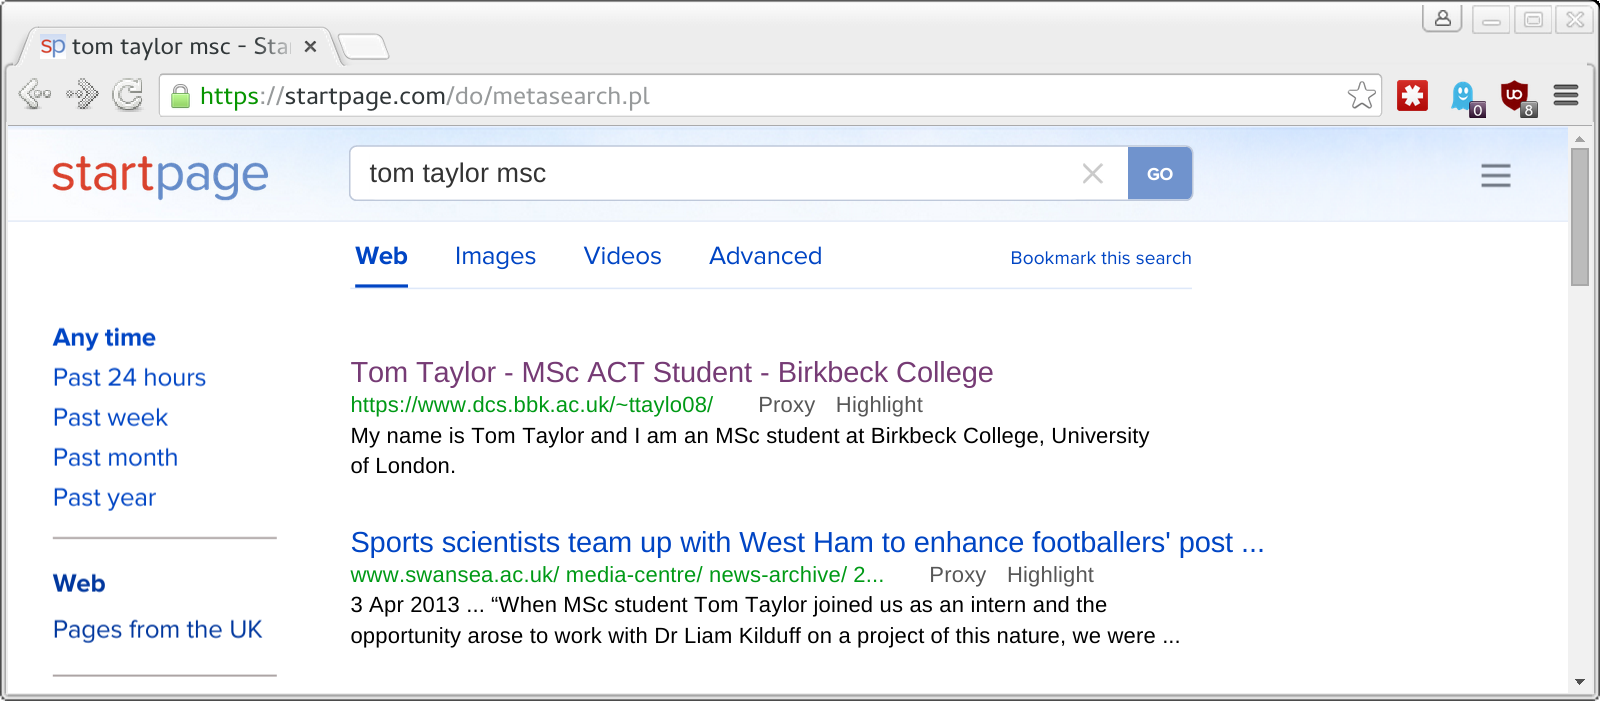 sp tom taylor msc - Sta
https://startpage.com/do/metasearch.pl
0
UO
8
startpage
tom taylor msc
GO
Web
Images
Videos
Advanced
Bookmark this search
Any time
Past 24 hours
Past week
Past month
Past year
Web
Pages from the UK
Tom Taylor - MSc ACT Student - Birkbeck College
https://www.dcs.bbk.ac.uk/~ttaylo08/ Proxy Highlight
My name is Tom Taylor and I am an MSc student at Birkbeck College, University
of London.
Sports scientists team up with West Ham to enhance footballers' post ...
www.swansea.ac.uk/ media-centre/ news-archive/ 2... Proxy Highlight
3 Apr 2013 ... “When MSc student Tom Taylor joined us as an intern and the
opportunity arose to work with Dr Liam Kilduff on a project of this nature, we were ...